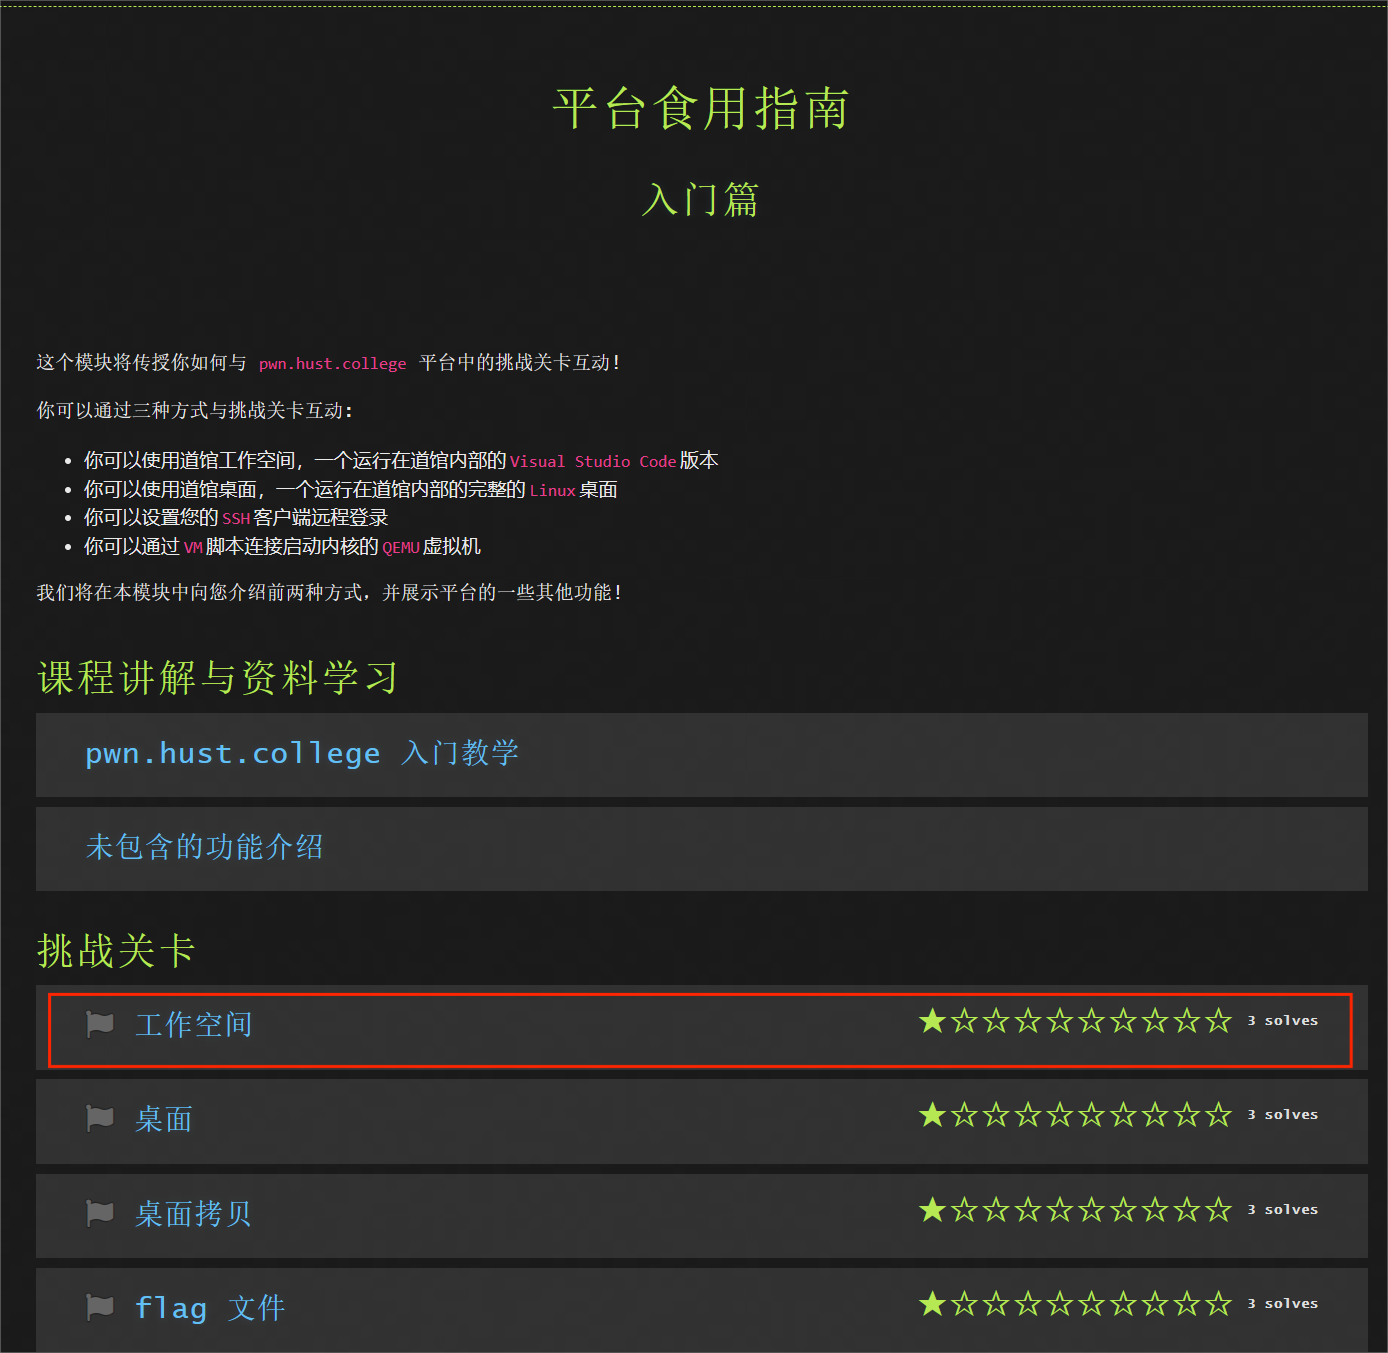 平台食用指南
入门篇
这个模块将传授你如何与 pwn.hust.college 平台中的挑战关卡互动！
你可以通过三种方式与挑战关卡互动：
你可以使用道馆工作空间，一个运行在道馆内部的 Visual Studio Code 版本
你可以使用道馆桌面，一个运行在道馆内部的完整的 Linux 桌面
你可以设置您的 SSH 客户端远程登录
你可以通过 VM 脚本连接启动内核的 QEMU 虚拟机
我们将在本模块中向您介绍前两种方式，并展示平台的一些其他功能！
课程讲解与资料学习
pwn.hust.college 入门教学
未包含的功能介绍
挑战关卡
工作空间 ★☆☆☆☆☆☆☆☆☆ 3 solves
桌面 ★☆☆☆☆☆☆☆☆☆ 3 solves
桌面拷贝 ★☆☆☆☆☆☆☆☆☆ 3 solves
flag 文件 ★☆☆☆☆☆☆☆☆☆ 3 solves